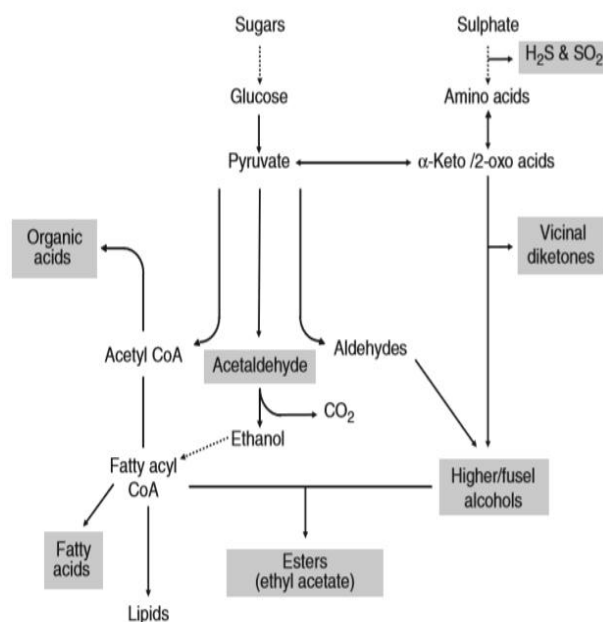 Sugars
Sulphate
H₂S & SO₂
Glucose
Amino acids
Pyruvate
α-Keto /2-oxo acids
Organic
acids
Vicinal
diketones
Acetyl CoA
Acetaldehyde
Aldehydes
CO₂
Ethanol
Fatty acyl
CoA
Higher/fusel
alcohols
Fatty
acids
Esters
(ethyl acetate)
Lipids